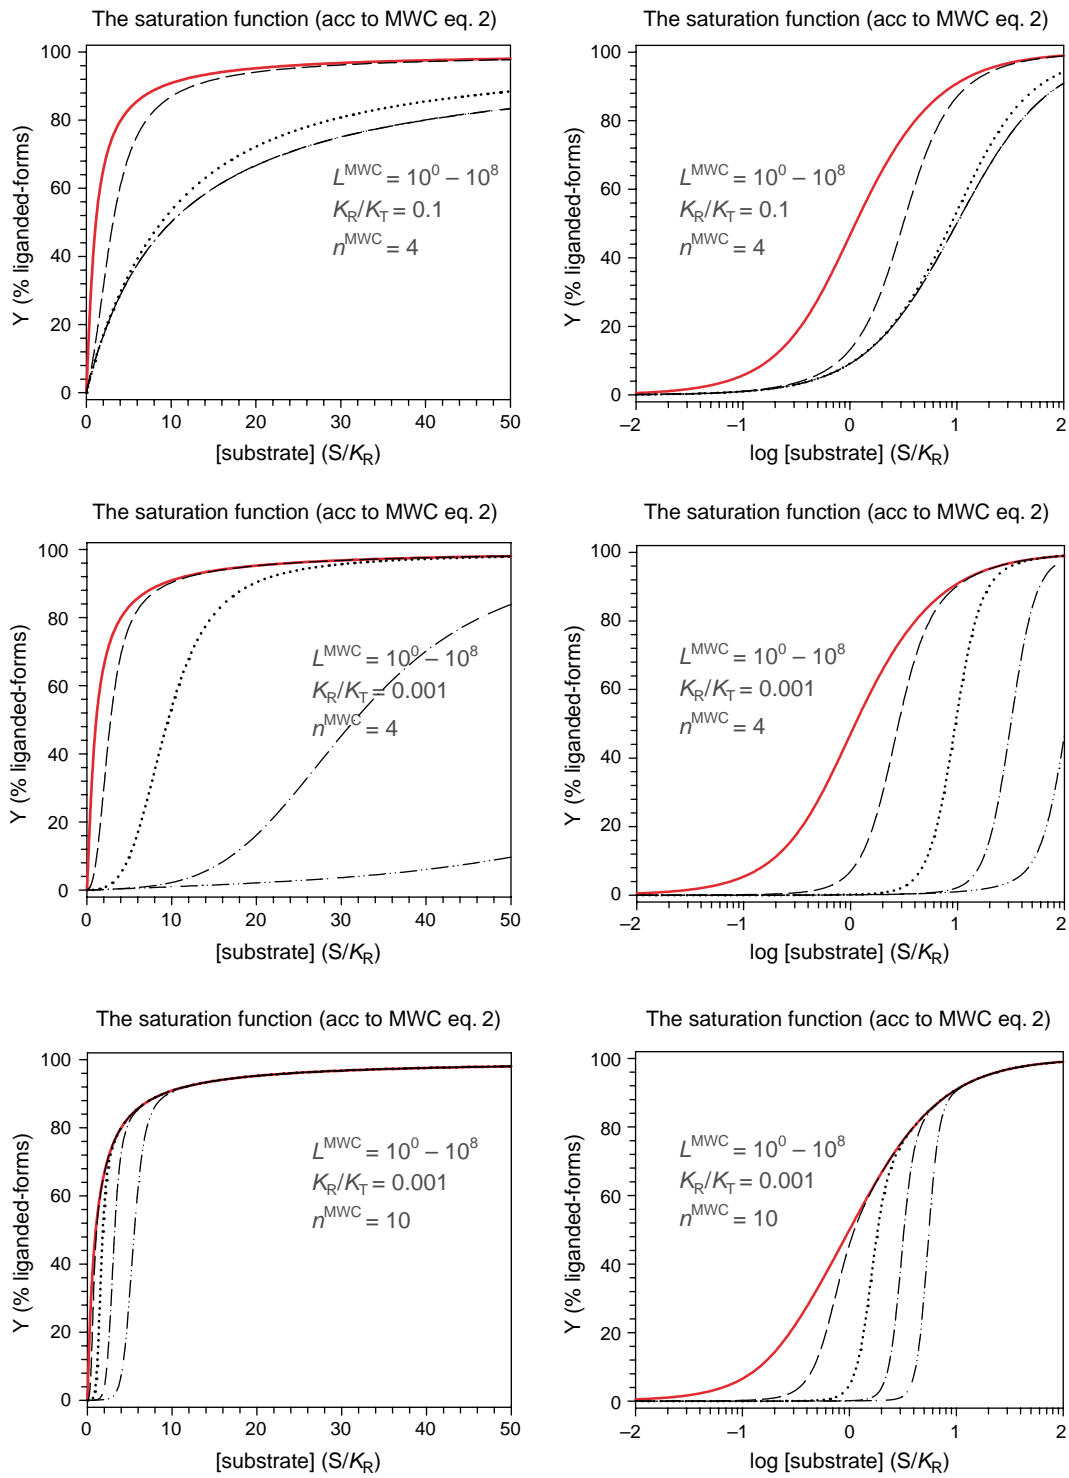 The saturation function (acc to MWC eq. 2)
100
80
60
40
20
0
Y (% liganded-forms)
L^MWC = 10^0 – 10^8
K_R/K_T = 0.1
n^MWC = 4
0 10 20 30 40 50
[substrate] (S/K_R)
The saturation function (acc to MWC eq. 2)
100
80
60
40
20
0
Y (% liganded-forms)
L^MWC = 10^0 – 10^8
K_R/K_T = 0.1
n^MWC = 4
–2 –1 0 1 2
log [substrate] (S/K_R)
The saturation function (acc to MWC eq. 2)
100
80
60
40
20
0
Y (% liganded-forms)
L^MWC = 10^0 – 10^8
K_R/K_T = 0.001
n^MWC = 4
0 10 20 30 40 50
[substrate] (S/K_R)
The saturation function (acc to MWC eq. 2)
100
80
60
40
20
0
Y (% liganded-forms)
L^MWC = 10^0 – 10^8
K_R/K_T = 0.001
n^MWC = 4
–2 –1 0 1 2
log [substrate] (S/K_R)
The saturation function (acc to MWC eq. 2)
100
80
60
40
20
0
Y (% liganded-forms)
L^MWC = 10^0 – 10^8
K_R/K_T = 0.001
n^MWC = 10
0 10 20 30 40 50
[substrate] (S/K_R)
The saturation function (acc to MWC eq. 2)
100
80
60
40
20
0
Y (% liganded-forms)
L^MWC = 10^0 – 10^8
K_R/K_T = 0.001
n^MWC = 10
–2 –1 0 1 2
log [substrate] (S/K_R)